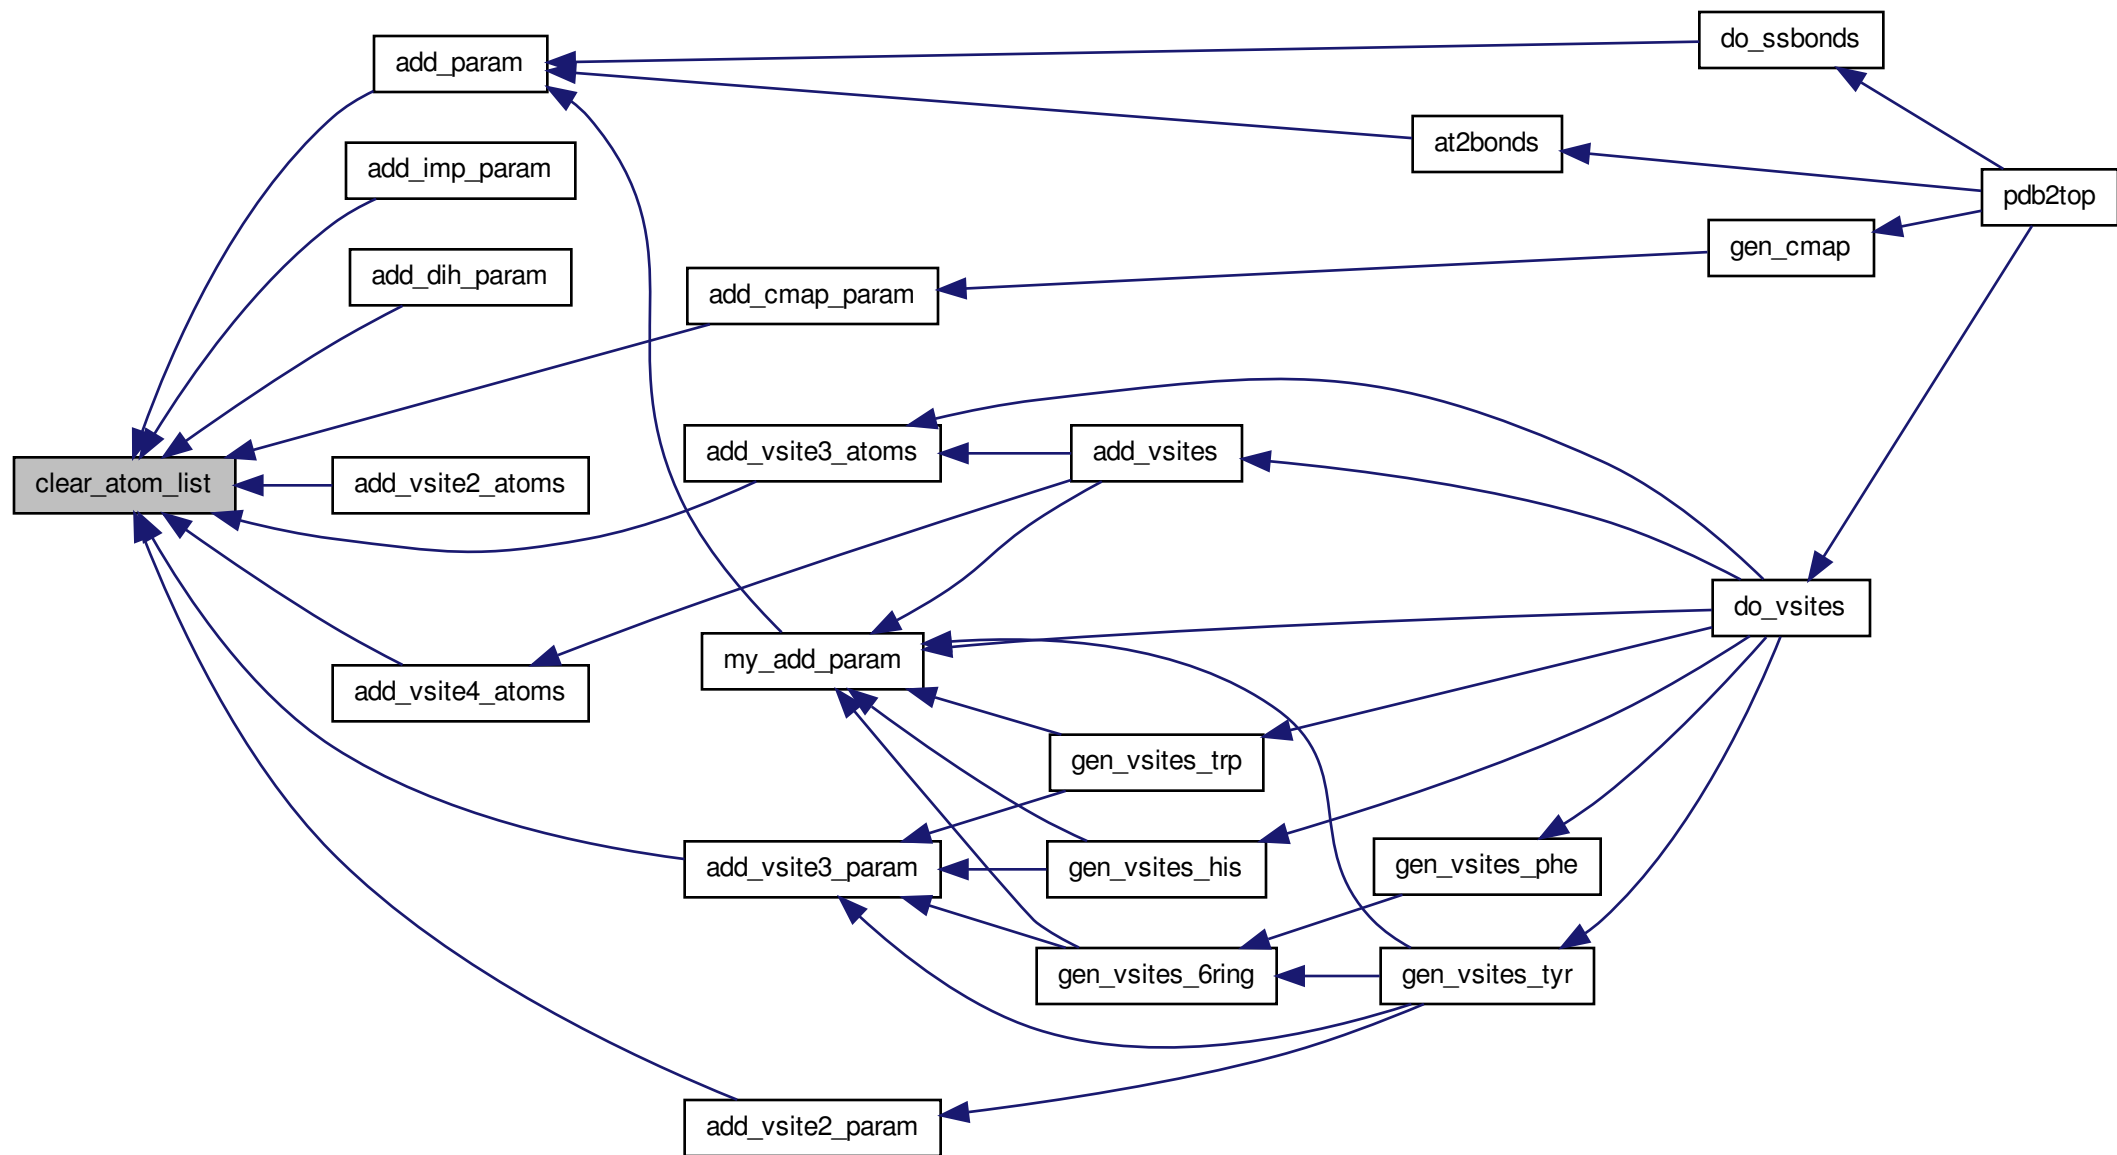 do_ssbonds
add_param
at2bonds
add_imp_param
pdb2top
gen_cmap
add_dih_param
add_cmap_param
add_vsite3_atoms
add_vsites
clear_atom_list
add_vsite2_atoms
do_vsites
my_add_param
add_vsite4_atoms
gen_vsites_trp
gen_vsites_phe
add_vsite3_param
gen_vsites_his
gen_vsites_6ring
gen_vsites_tyr
add_vsite2_param